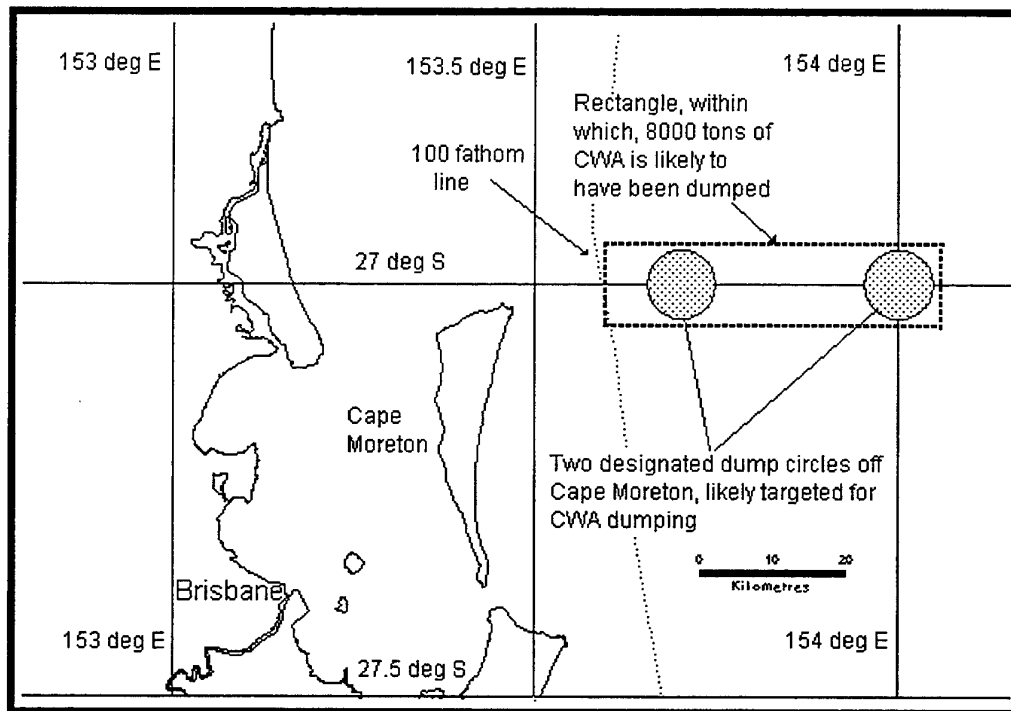 153 deg E
153.5 deg E
154 deg E
Rectangle, within
which, 8000 tons of
CWA is likely to
have been dumped
100 fathom
line
27 deg S
Cape
Moreton
Two designated dump circles off
Cape Moreton, likely targeted for
CWA dumping
0 10 20
Kilometres
Brisbane
153 deg E
27.5 deg S
154 deg E